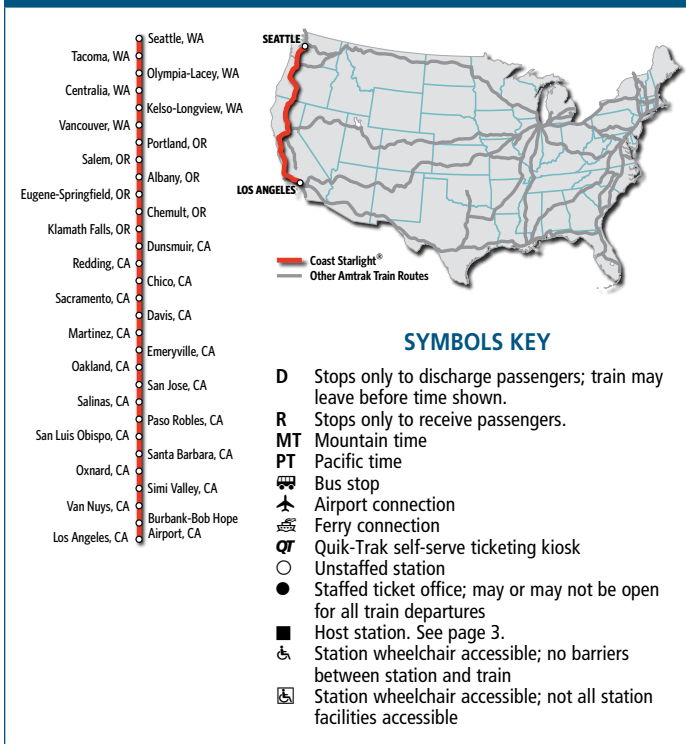 Seattle, WA
Tacoma, WA
Olympia-Lacey, WA
Centralia, WA
Kelso-Longview, WA
Vancouver, WA
Portland, OR
Salem, OR
Albany, OR
Eugene-Springfield, OR
Chemult, OR
Klamath Falls, OR
Dunsmuir, CA
Redding, CA
Chico, CA
Sacramento, CA
Davis, CA
Martinez, CA
Emeryville, CA
Oakland, CA
San Jose, CA
Salinas, CA
Paso Robles, CA
San Luis Obispo, CA
Santa Barbara, CA
Oxnard, CA
Simi Valley, CA
Van Nuys, CA
Burbank-Bob Hope
Airport, CA
Los Angeles, CA
SEATTLE
LOS ANGELES
Coast Starlight®
Other Amtrak Train Routes
SYMBOLS KEY
D Stops only to discharge passengers; train may
leave before time shown.
R Stops only to receive passengers.
MT Mountain time
PT Pacific time
Bus stop
Airport connection
Ferry connection
QT Quik-Trak self-serve ticketing kiosk
Unstaffed station
Staffed ticket office; may or may not be open
for all train departures
Host station. See page 3.
Station wheelchair accessible; no barriers
between station and train
Station wheelchair accessible; not all station
facilities accessible